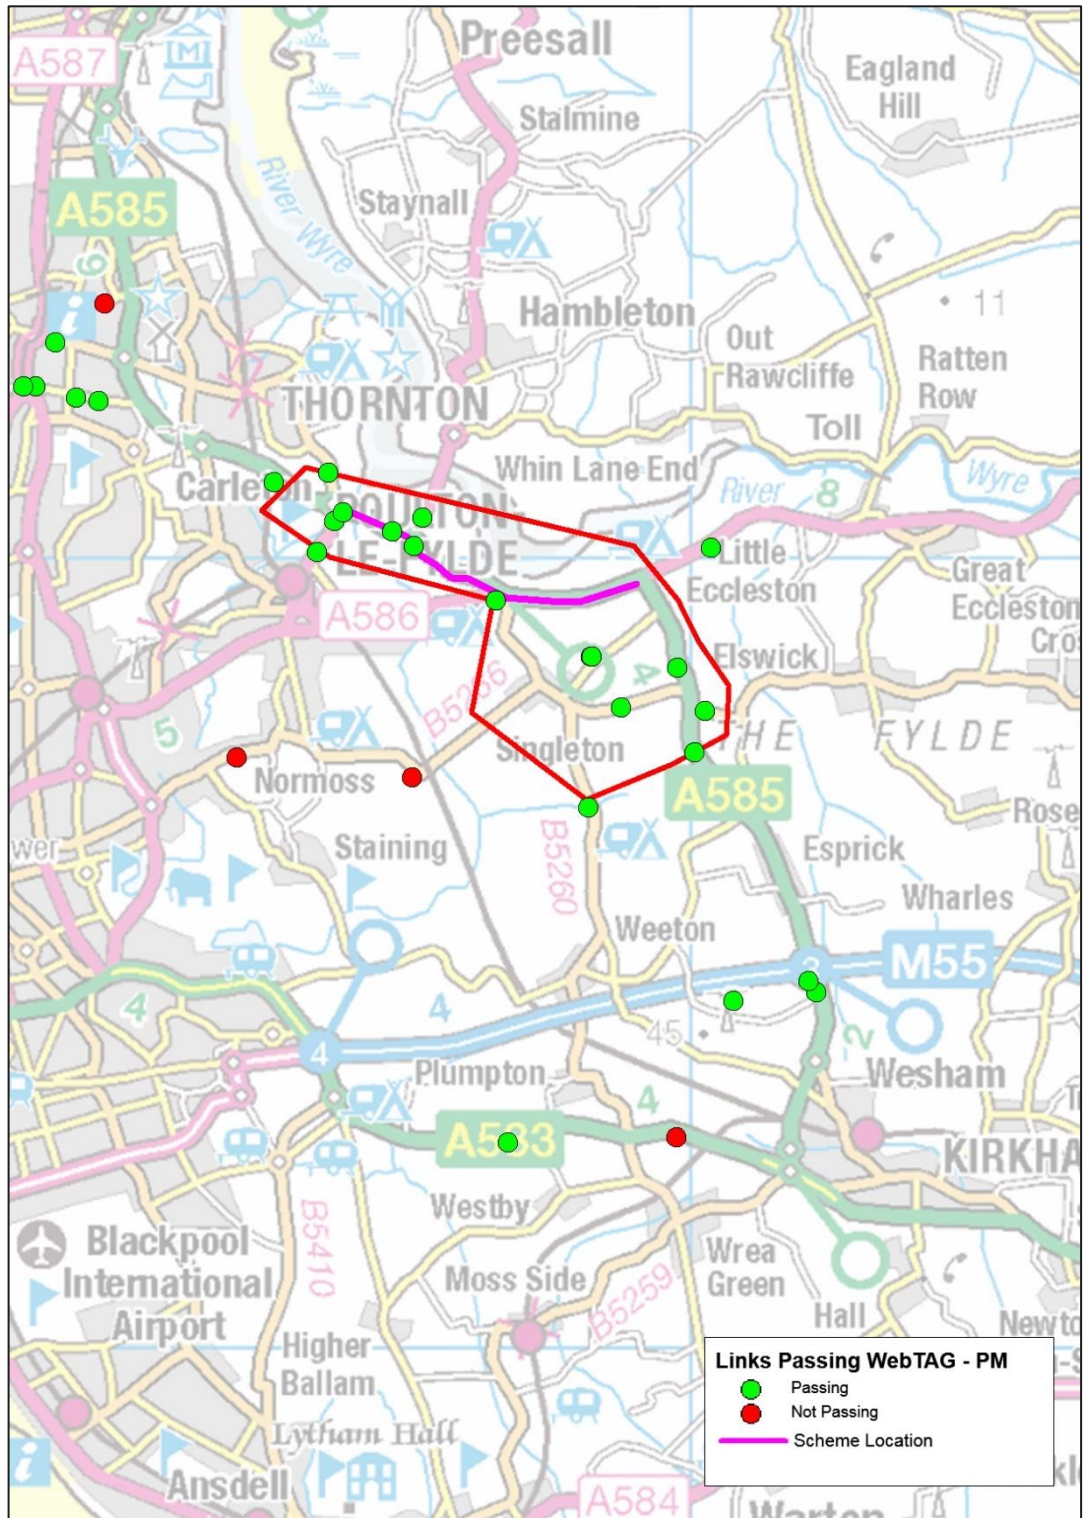 Preesall
A587
Eagland
Hill
Stalmine
A585
River Wyre
Staynall
6
Hambleton
11
Out
Rawcliffe
Ratten
Row
THORNTON
Toll
Whin Lane End
River
8
Wyre
POULTON-
LE-FYLDE
Little
Eccleston
Great
Eccleston
A586
Elswick
4
5
Singleton
THE FYLDE
Normoss
A585
Staining
B5260
Esprick
Wharles
Weeton
M55
3
4
4
45
2
4
Plumpton
4
Wesham
A583
Westby
B5410
Blackpool
International
Airport
Moss Side
B5259
Wrea
Green
Hall
Higher
Ballam
Lytham Hall
Ansdell
A584
Warton
Links Passing WebTAG - PM
Passing
Not Passing
Scheme Location